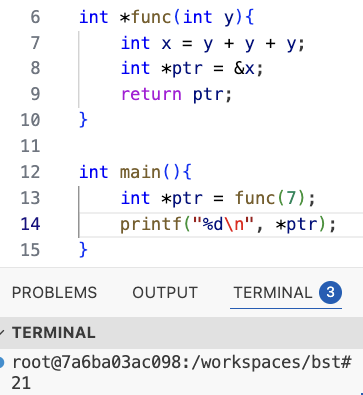 6 int *func(int y){
7 int x = y + y + y;
8 int *ptr = &x;
9 return ptr;
10 }
11
12 int main(){
13 int *ptr = func(7);
14 printf("%d\n", *ptr);
15 }
PROBLEMS OUTPUT TERMINAL 3
TERMINAL
root@7a6ba03ac098:/workspaces/bst#
21